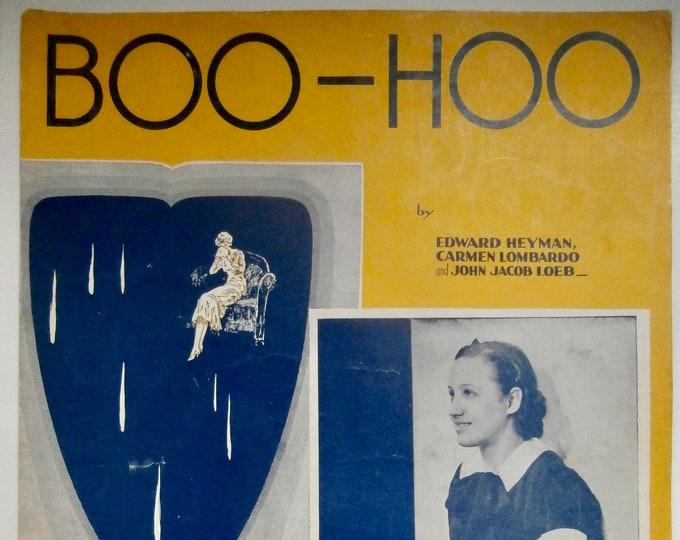 BOO-HOO
by
EDWARD HEYMAN,
CARMEN LOMBARDO
and JOHN JACOB LOEB